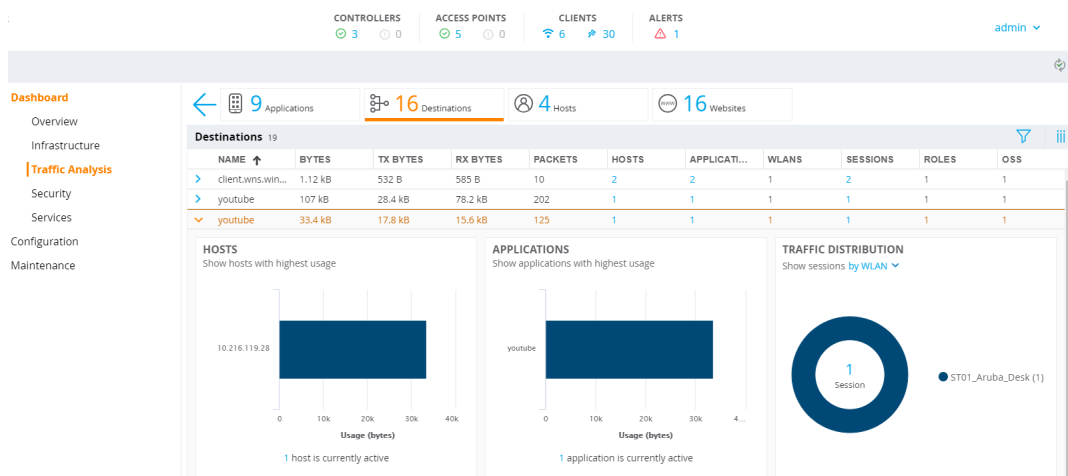 CONTROLLERS ACCESS POINTS CLIENTS ALERTS
3 0 5 0 6 30 1
admin
Dashboard
Overview
Infrastructure
Traffic Analysis
Security
Services
Configuration
Maintenance
9 Applications 16 Destinations 4 Hosts www 16 Websites
Destinations 19
NAME BYTES TX BYTES RX BYTES PACKETS HOSTS APPLICATI... WLANS SESSIONS ROLES OSS
client.wns.win... 1.12 kB 532 B 585 B 10 2 2 1 2 1 1
youtube 107 kB 28.4 kB 78.2 kB 202 1 1 1 1 1 1
youtube 33.4 kB 17.8 kB 15.6 kB 125 1 1 1 1 1 1
HOSTS
Show hosts with highest usage
10.216.119.28
0 10k 20k 30k 40k
Usage (bytes)
1 host is currently active
APPLICATIONS
Show applications with highest usage
youtube
0 10k 20k 30k 4...
Usage (bytes)
1 application is currently active
TRAFFIC DISTRIBUTION
Show sessions by WLAN
1
Session
ST01_Aruba_Desk (1)